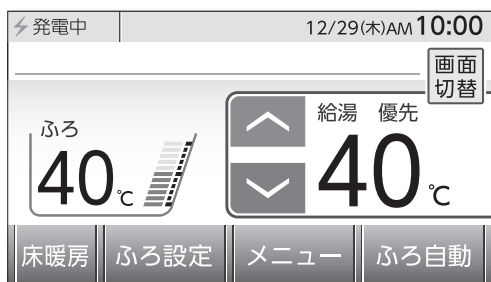 発電中 12/29(木)AM10:00
画面
切替
ふろ
40℃
給湯 優先
40℃
床暖房 ふろ設定 メニュー ふろ自動